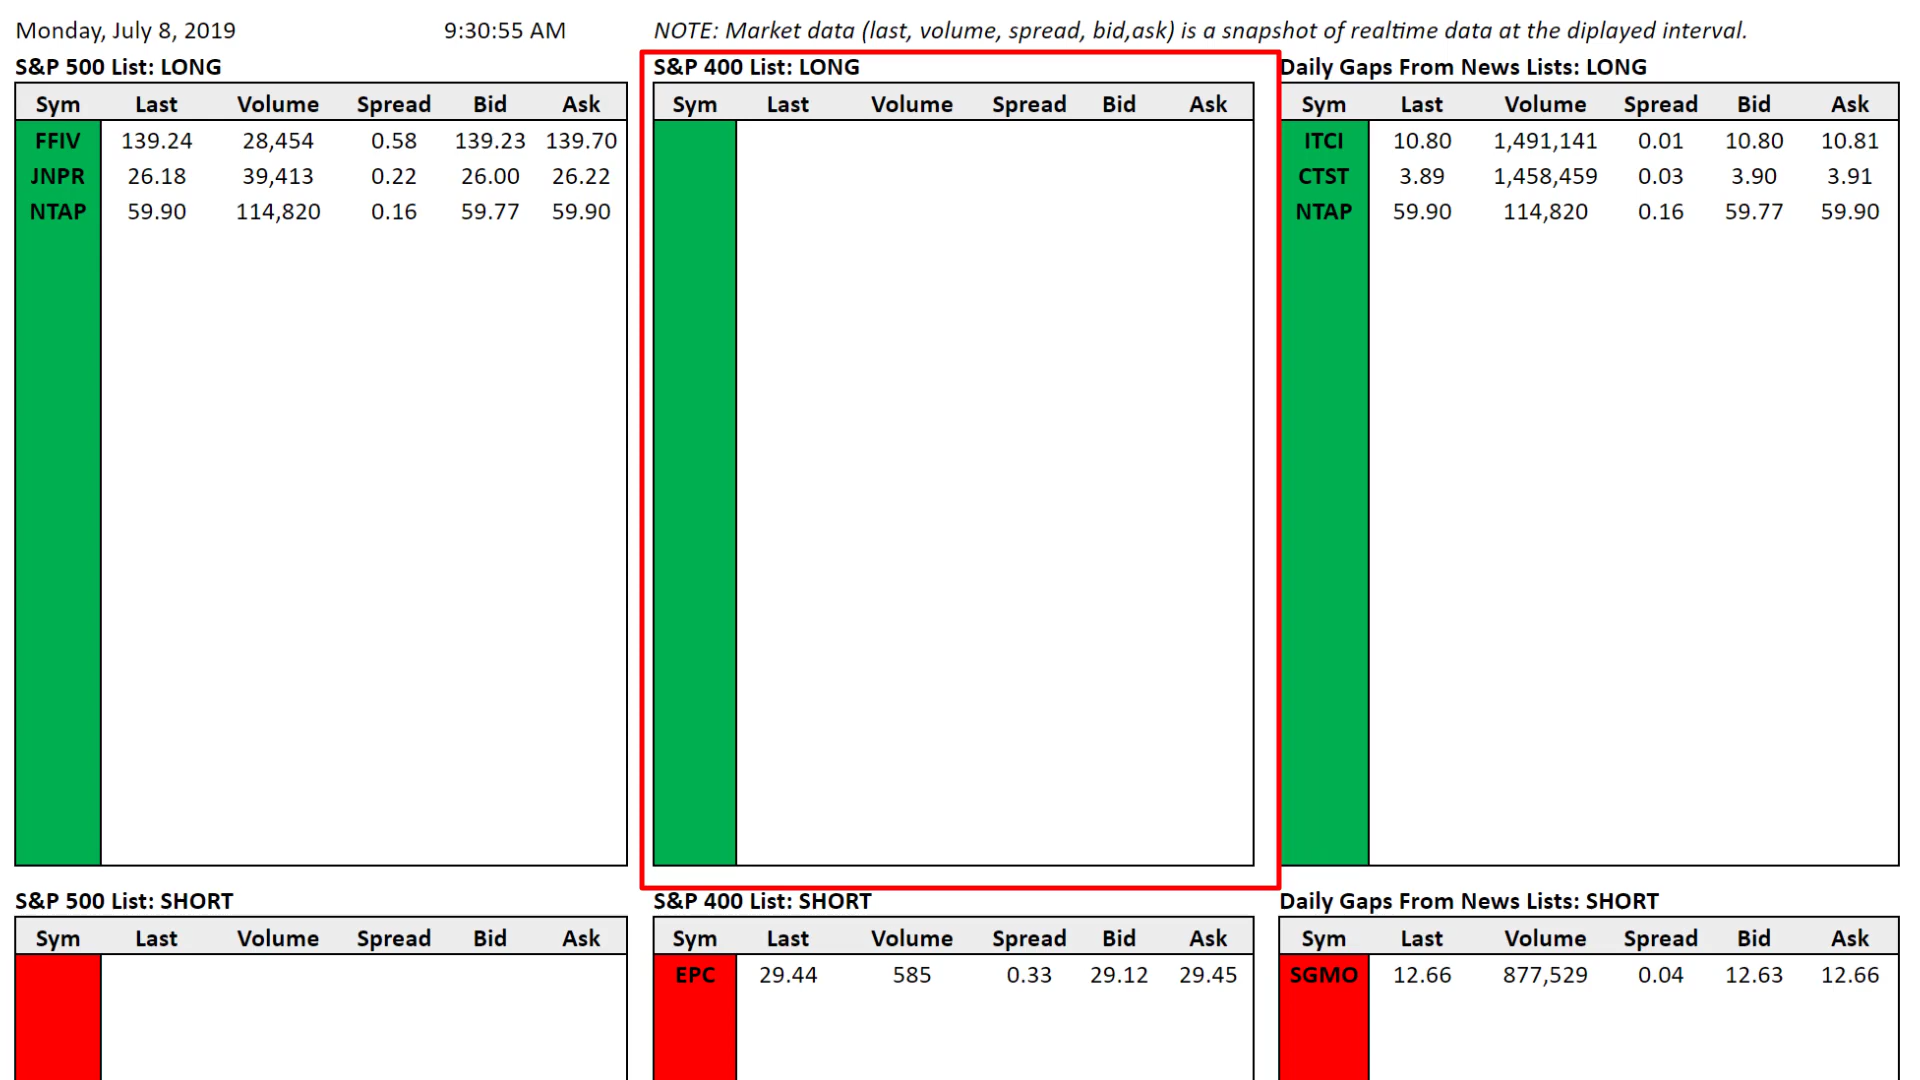 Monday, July 8, 2019 9:30:55 AM NOTE: Market data (last, volume, spread, bid,ask) is a snapshot of realtime data at the diplayed interval.
S&P 500 List: LONG
Sym Last Volume Spread Bid Ask
FFIV 139.24 28,454 0.58 139.23 139.70
JNPR 26.18 39,413 0.22 26.00 26.22
NTAP 59.90 114,820 0.16 59.77 59.90
S&P 400 List: LONG
Sym Last Volume Spread Bid Ask
Daily Gaps From News Lists: LONG
Sym Last Volume Spread Bid Ask
ITCI 10.80 1,491,141 0.01 10.80 10.81
CTST 3.89 1,458,459 0.03 3.90 3.91
NTAP 59.90 114,820 0.16 59.77 59.90
S&P 500 List: SHORT
Sym Last Volume Spread Bid Ask
S&P 400 List: SHORT
Sym Last Volume Spread Bid Ask
EPC 29.44 585 0.33 29.12 29.45
Daily Gaps From News Lists: SHORT
Sym Last Volume Spread Bid Ask
SGMO 12.66 877,529 0.04 12.63 12.66